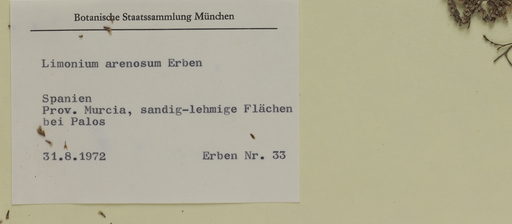 Botanische Staatssammlung München
Limonium arenosum Erben
Spanien
Prov. Murcia, sandig-lehmige Flächen
bei Palos
31.8.1972 Erben Nr. 33